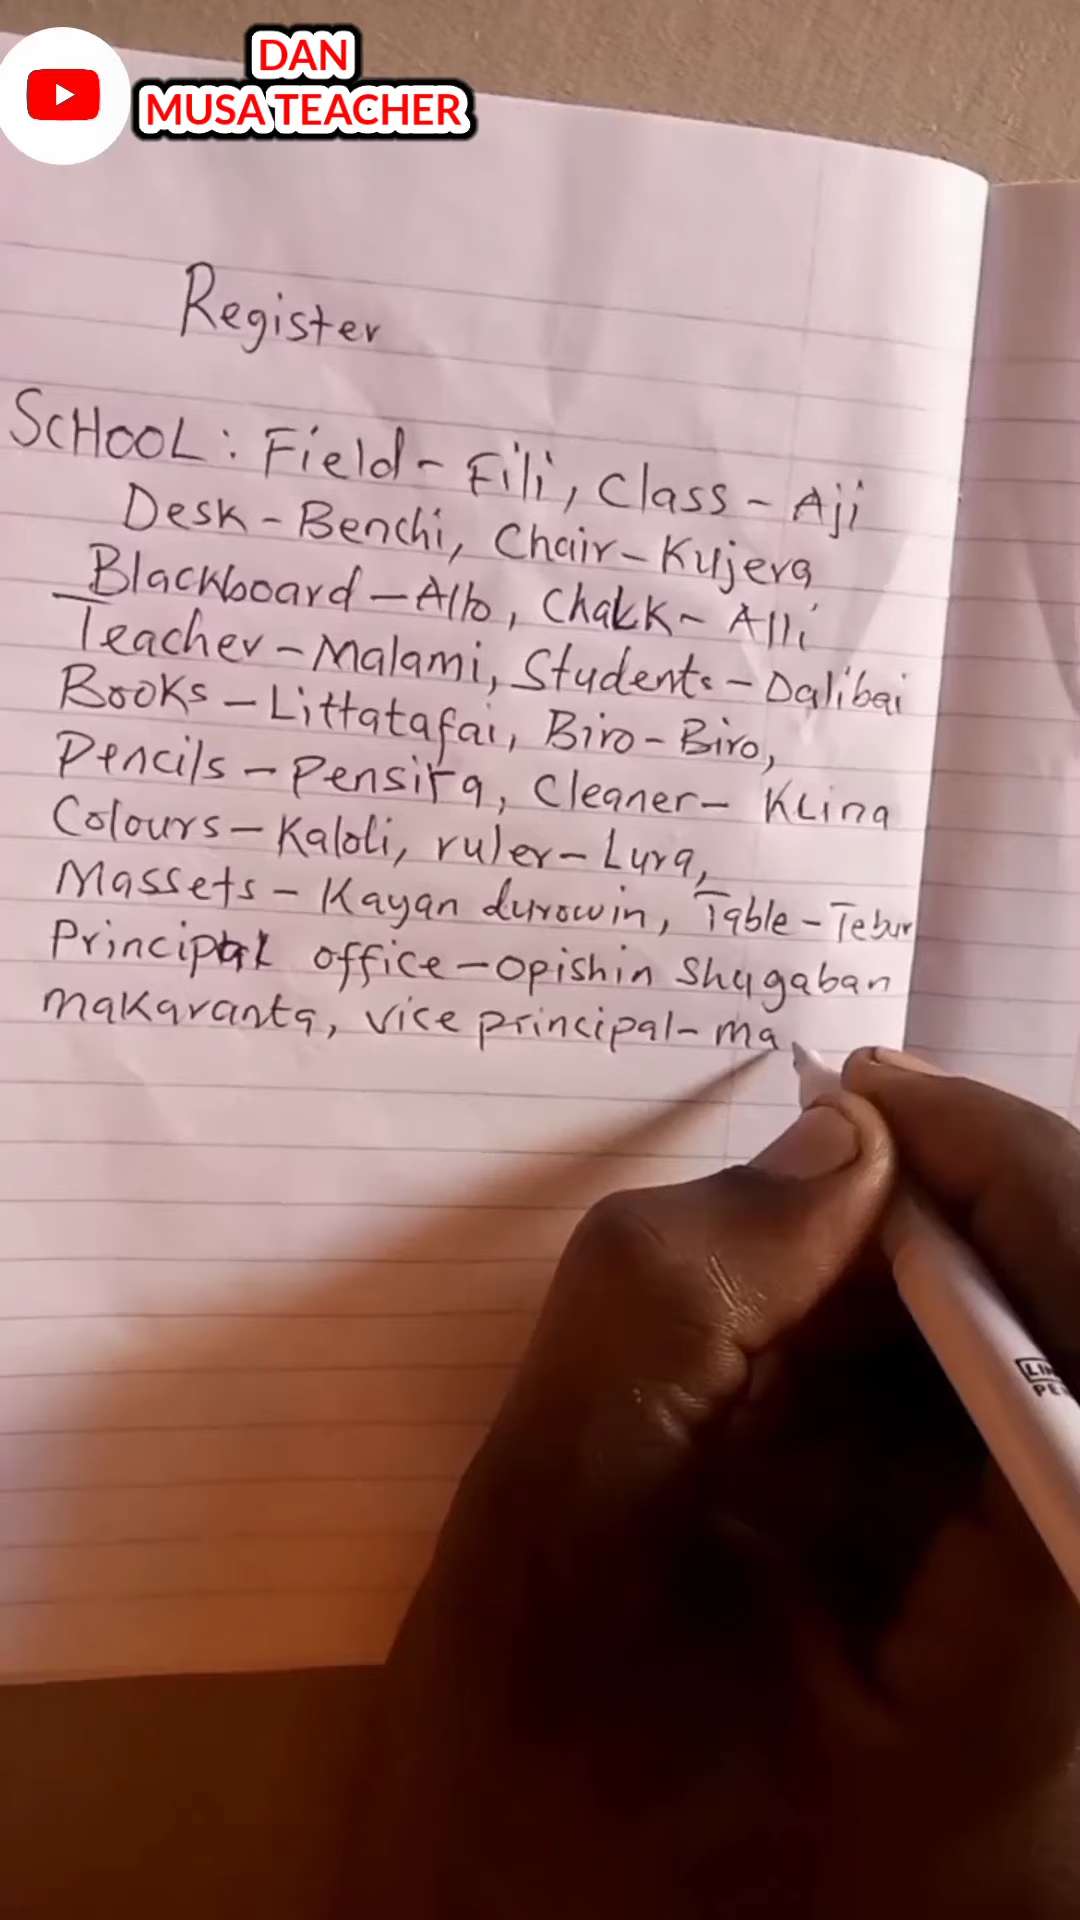 DAN
MUSA TEACHER
Register
SCHOOL: Field - Fili, Class - Aji
Desk - Benchi, Chair - Kujera
Blackboard - Allo, Chalk - Alli
Teacher - Malami, Students - Dalibai
Books - Littatafai, Biro - Biro,
Pencils - Pensira, Cleaner - KLina
Colours - Kaloli, ruler - Lura,
Massets - Kayan durowin, Table - Tebur
Principal office - Opishin Shugaban
makaranta, vice principal - ma